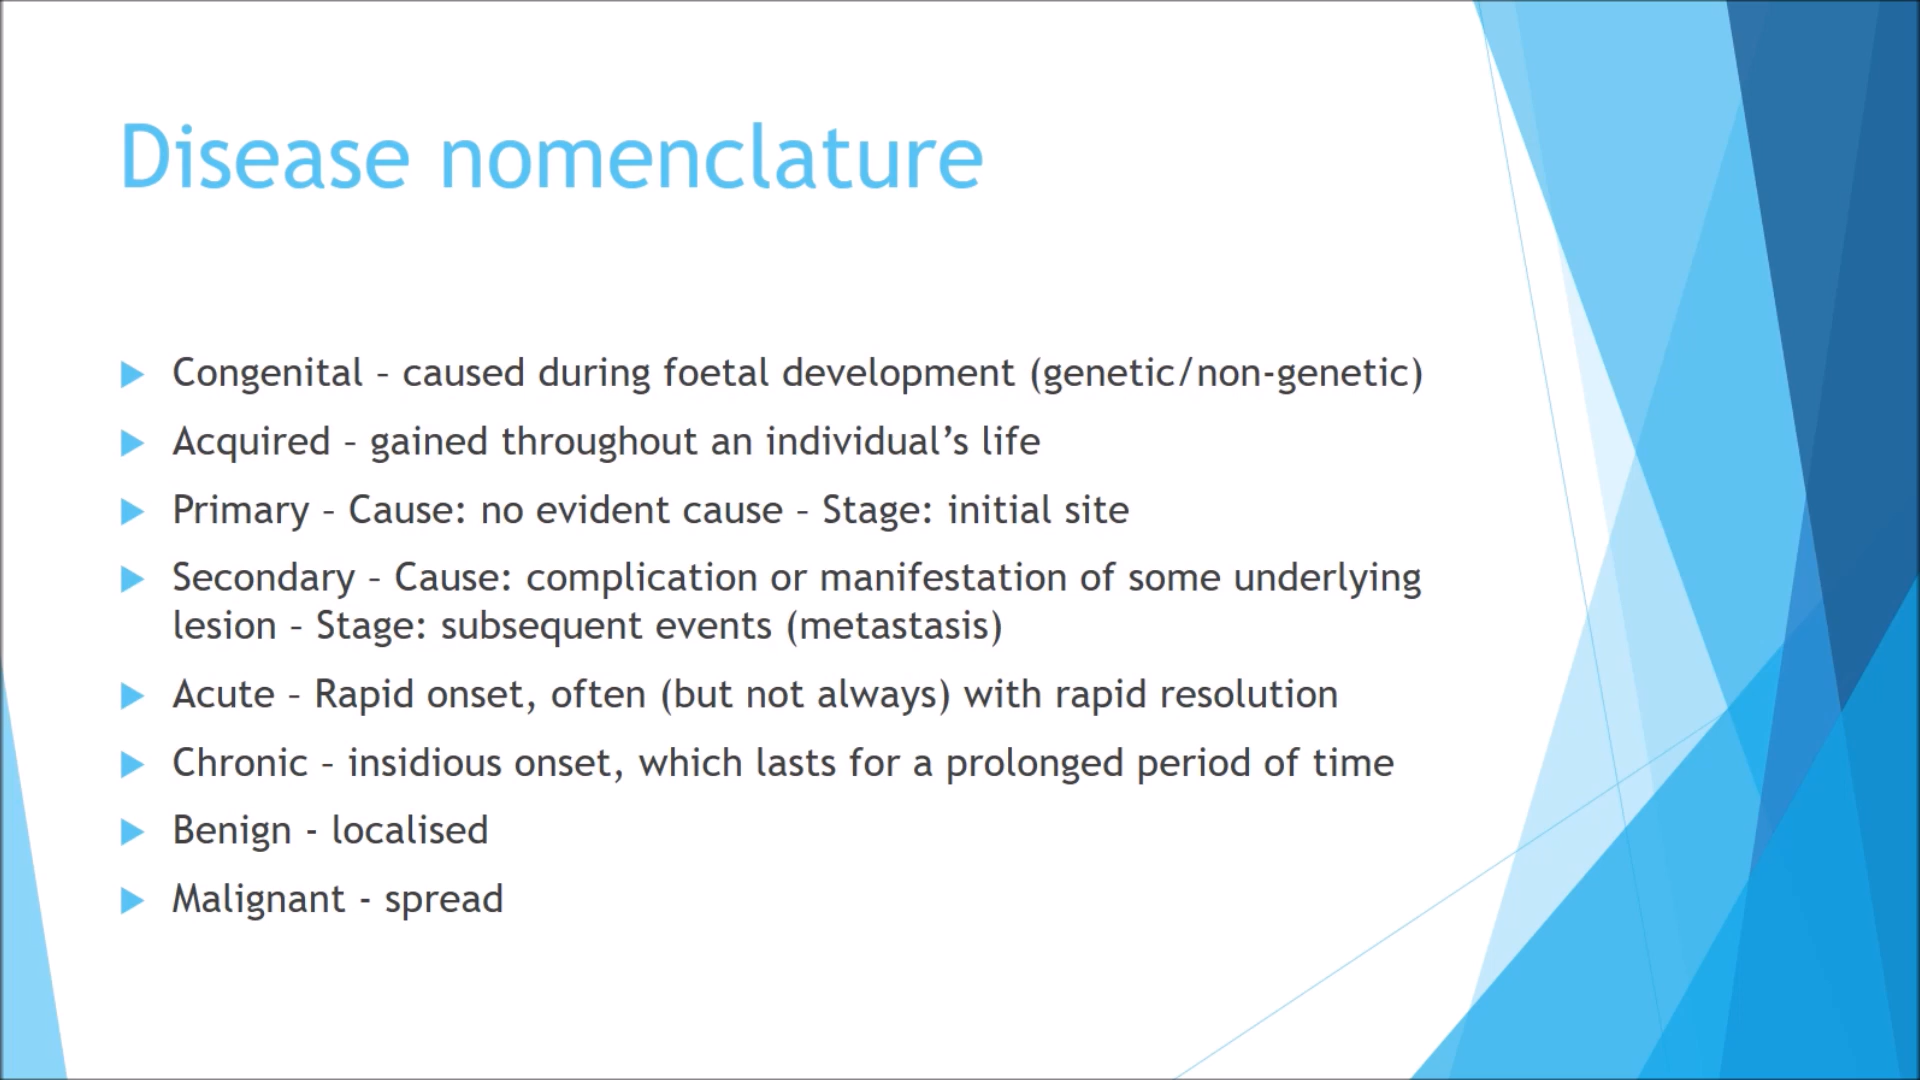 Disease nomenclature
Congenital – caused during foetal development (genetic/non-genetic)
Acquired – gained throughout an individual’s life
Primary – Cause: no evident cause – Stage: initial site
Secondary – Cause: complication or manifestation of some underlying
lesion – Stage: subsequent events (metastasis)
Acute – Rapid onset, often (but not always) with rapid resolution
Chronic – insidious onset, which lasts for a prolonged period of time
Benign - localised
Malignant - spread